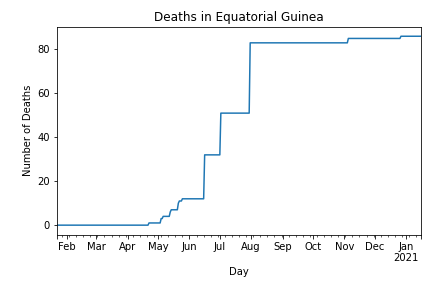 Deaths in Equatorial Guinea
Number of Deaths
80
60
40
20
0
Feb Mar Apr May Jun Jul Aug Sep Oct Nov Dec Jan
2021
Day